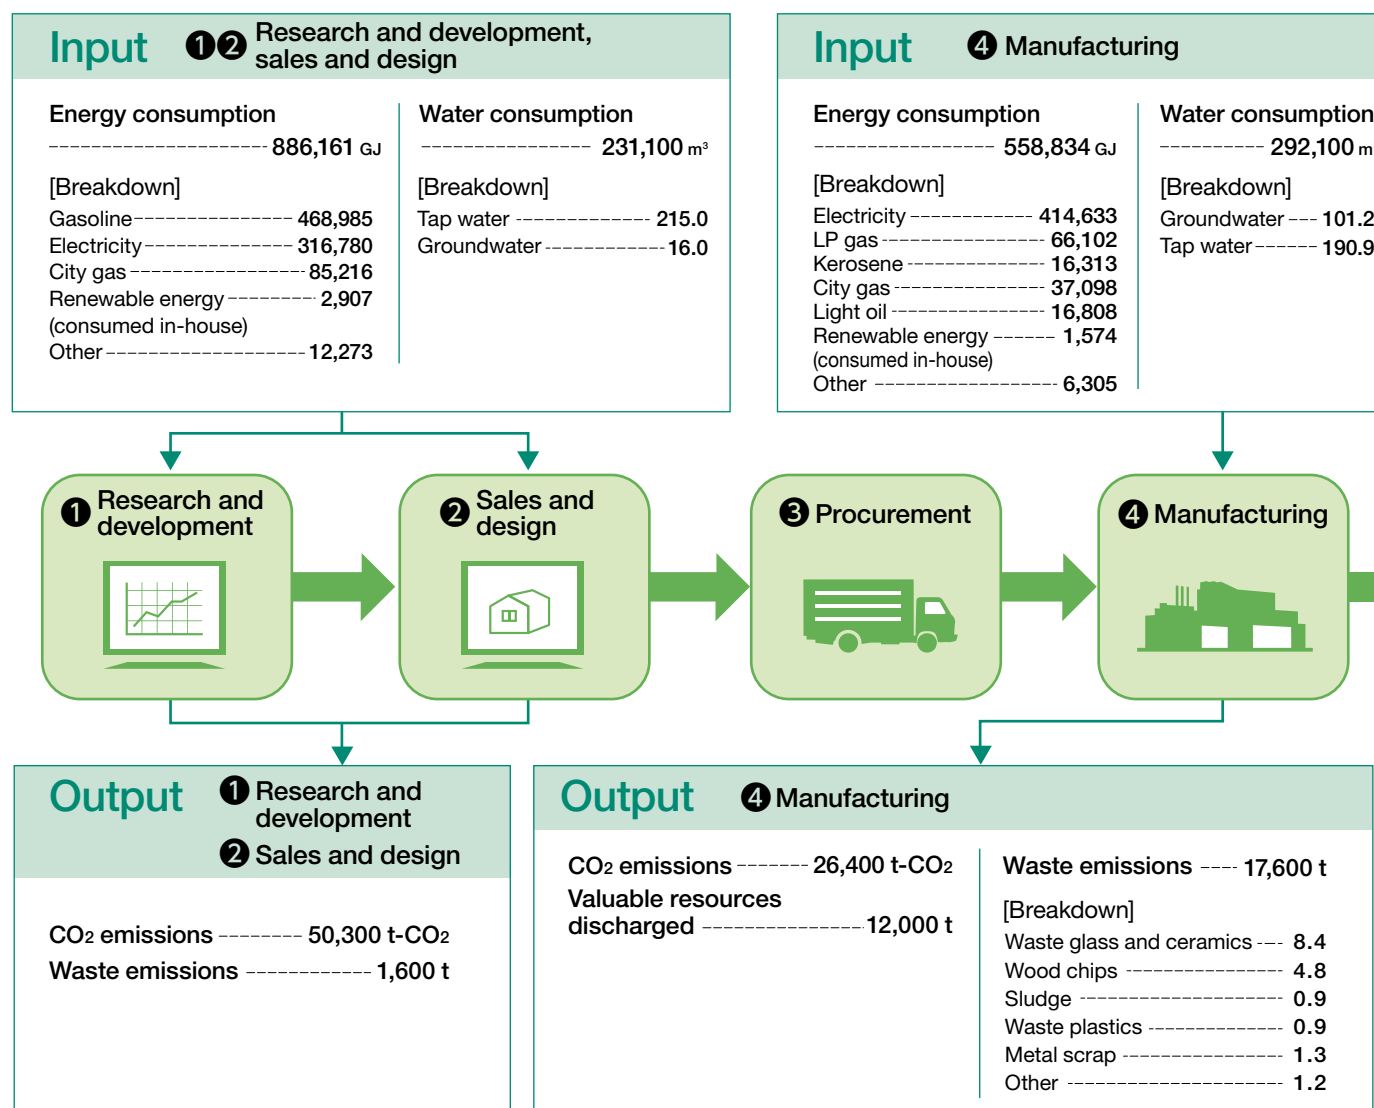 Input ❶❷ Research and development,
sales and design
Energy consumption
886,161 GJ
[Breakdown]
Gasoline 468,985
Electricity 316,780
City gas 85,216
Renewable energy 2,907
(consumed in-house)
Other 12,273
Water consumption
231,100 m³
[Breakdown]
Tap water 215.0
Groundwater 16.0
Input ❹ Manufacturing
Energy consumption
558,834 GJ
[Breakdown]
Electricity 414,633
LP gas 66,102
Kerosene 16,313
City gas 37,098
Light oil 16,808
Renewable energy 1,574
(consumed in-house)
Other 6,305
Water consumption
292,100 m
[Breakdown]
Groundwater 101.2
Tap water 190.9
❶ Research and
development
❷ Sales and
design
❸ Procurement
❹ Manufacturing
Output ❶ Research and
development
❷ Sales and design
CO2 emissions 50,300 t-CO2
Waste emissions 1,600 t
Output ❹ Manufacturing
CO2 emissions 26,400 t-CO2
Valuable resources
discharged 12,000 t
Waste emissions 17,600 t
[Breakdown]
Waste glass and ceramics 8.4
Wood chips 4.8
Sludge 0.9
Waste plastics 0.9
Metal scrap 1.3
Other 1.2